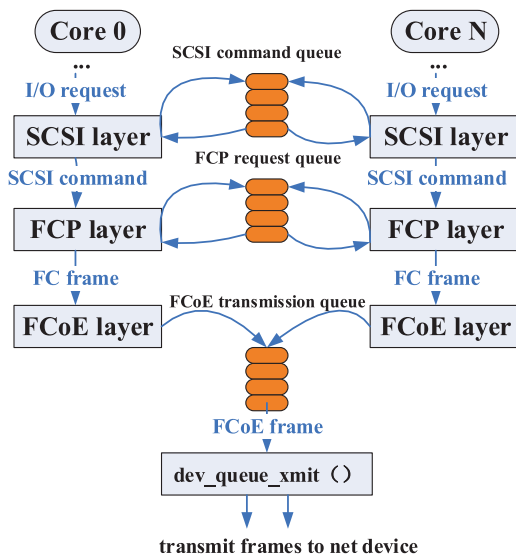 Core 0
Core N
SCSI command queue
...
...
I/O request
I/O request
SCSI layer
SCSI layer
FCP request queue
SCSI command
SCSI command
FCP layer
FCP layer
FC frame
FC frame
FCoE transmission queue
FCoE layer
FCoE layer
FCoE frame
dev_queue_xmit（）
transmit frames to net device